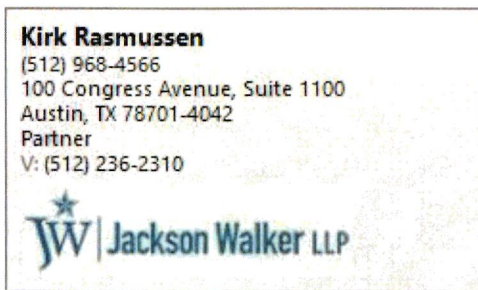 Kirk Rasmussen
(512) 968-4566
100 Congress Avenue, Suite 1100
Austin, TX 78701-4042
Partner
V: (512) 236-2310
JW | Jackson Walker LLP